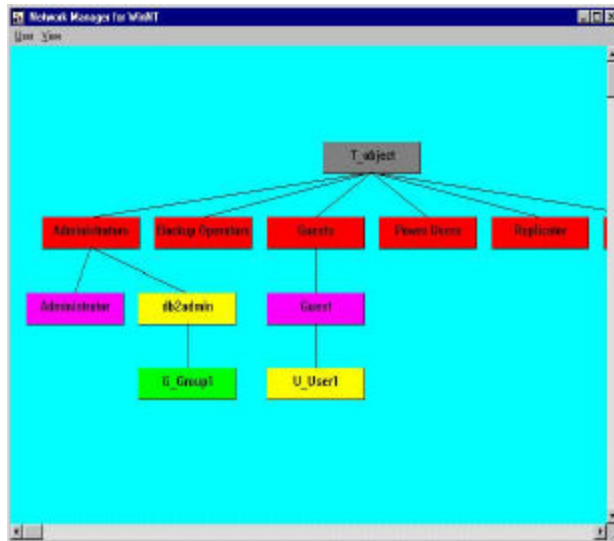 Network Manager for WinNT
User View
T_object
Administrators Backup Operators Guests Power Users Replicator
Administrator db2admin Guest
G_Group1 U_User1